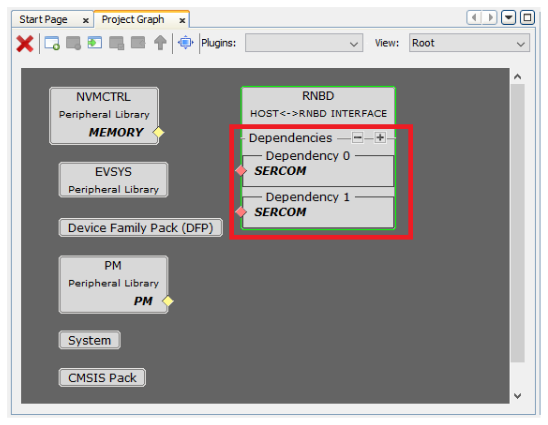 Start Page x Project Graph x
Plugins: View: Root
NVMCTRL
Peripheral Library
MEMORY
EVSYS
Peripheral Library
Device Family Pack (DFP)
PM
Peripheral Library
PM
System
CMSIS Pack
RNBD
HOST<->RNBD INTERFACE
Dependencies
Dependency 0
SERCOM
Dependency 1
SERCOM